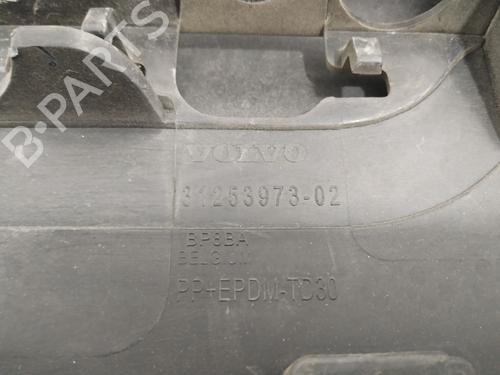 B-PARTS
VOLVO
31253973-02
BP8BA
BELGIUM
PP+EPDM-TD30